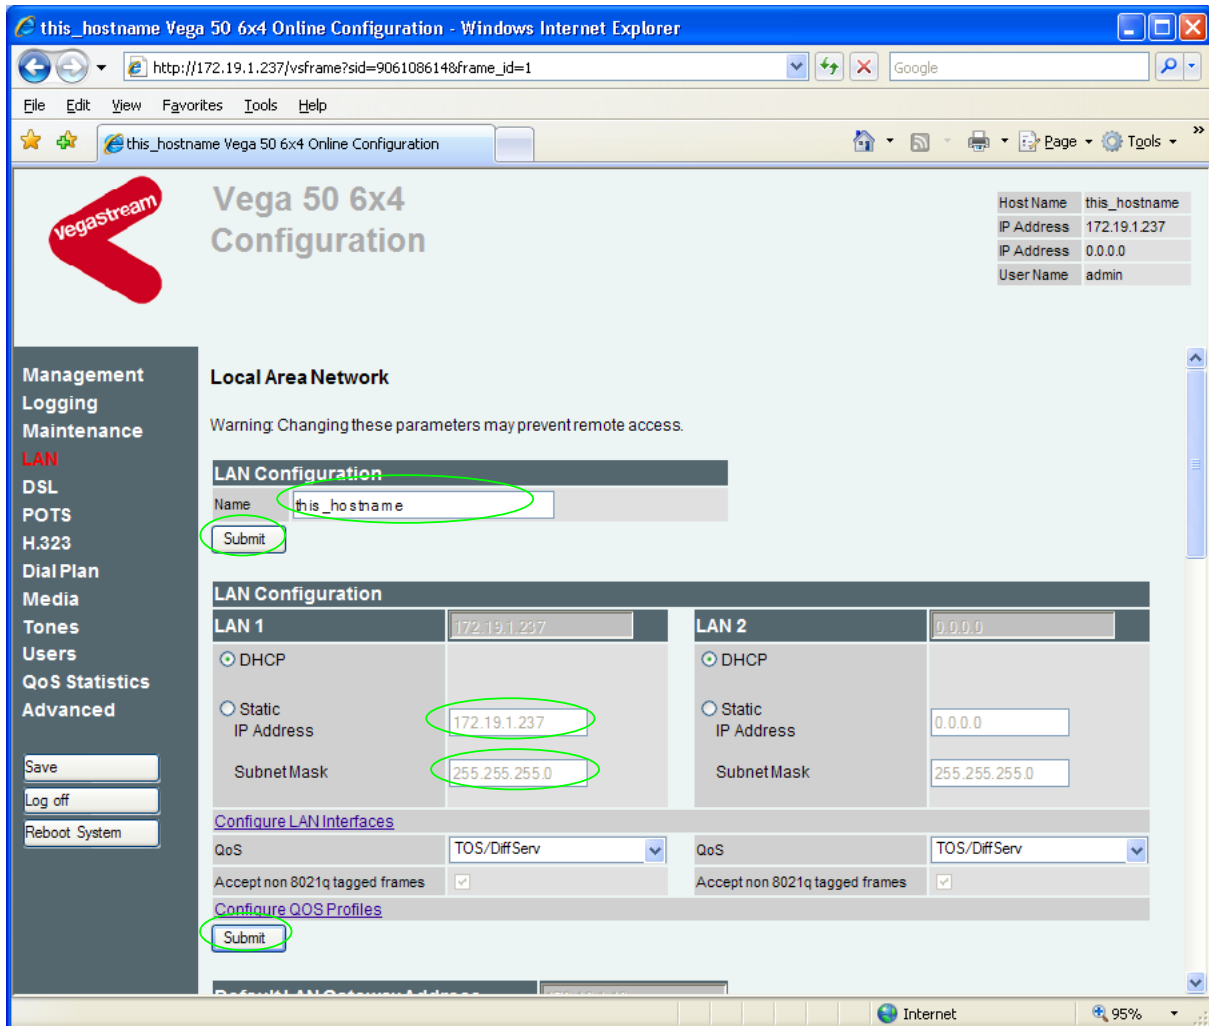 this_hostname Vega 50 6x4 Online Configuration - Windows Internet Explorer
http://172.19.1.237/vsframe?sid=906108614&frame_id=1
Google
File Edit View Favorites Tools Help
this_hostname Vega 50 6x4 Online Configuration
Page Tools »
vegastream
Vega 50 6x4
Configuration
Host Name this_hostname
IP Address 172.19.1.237
IP Address 0.0.0.0
User Name admin
Management
Logging
Maintenance
LAN
DSL
POTS
H.323
Dial Plan
Media
Tones
Users
QoS Statistics
Advanced
Save
Log off
Reboot System
Local Area Network
Warning: Changing these parameters may prevent remote access.
LAN Configuration
Name this_hostname
Submit
LAN Configuration
LAN 1 172.19.1.237 LAN 2 0.0.0.0
DHCP DHCP
Static Static
IP Address 172.19.1.237 IP Address 0.0.0.0
Subnet Mask 255.255.255.0 Subnet Mask 255.255.255.0
Configure LAN Interfaces
QoS TOS/DiffServ QoS TOS/DiffServ
Accept non 8021q tagged frames Accept non 8021q tagged frames
Configure QOS Profiles
Submit
Default LAN Gateway Address
Internet 95%